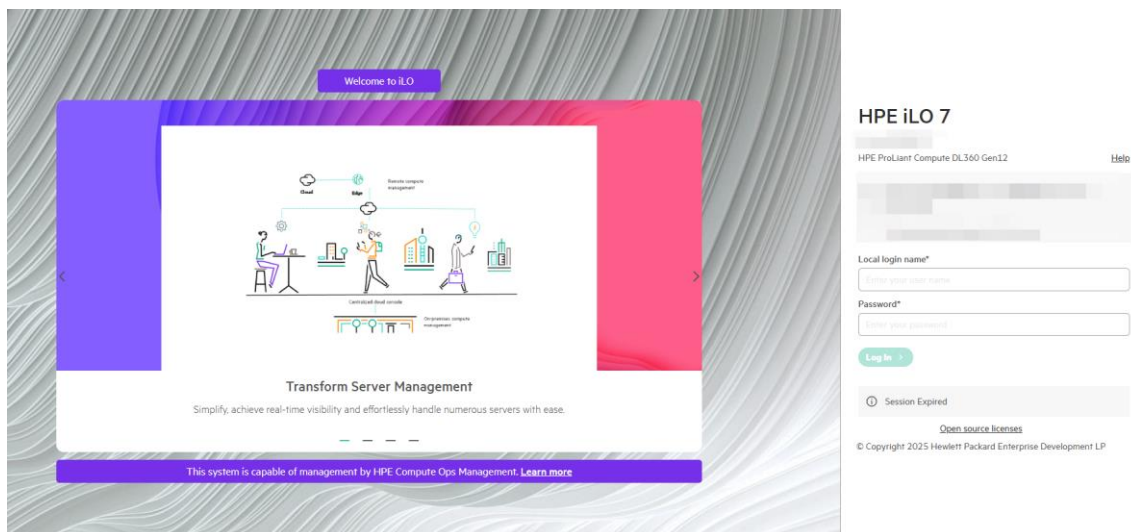 Welcome to iLO
Cloud
Edge
Remote compute
management
Centralized cloud console
On-premises compute
management
Transform Server Management
Simplify, achieve real-time visibility and effortlessly handle numerous servers with ease.
This system is capable of management by HPE Compute Ops Management. Learn more
HPE iLO 7
HPE ProLiant Compute DL360 Gen12
Help
Local login name*
Enter your user name
Password*
Enter your password
Log In
Session Expired
Open source licenses
© Copyright 2025 Hewlett Packard Enterprise Development LP